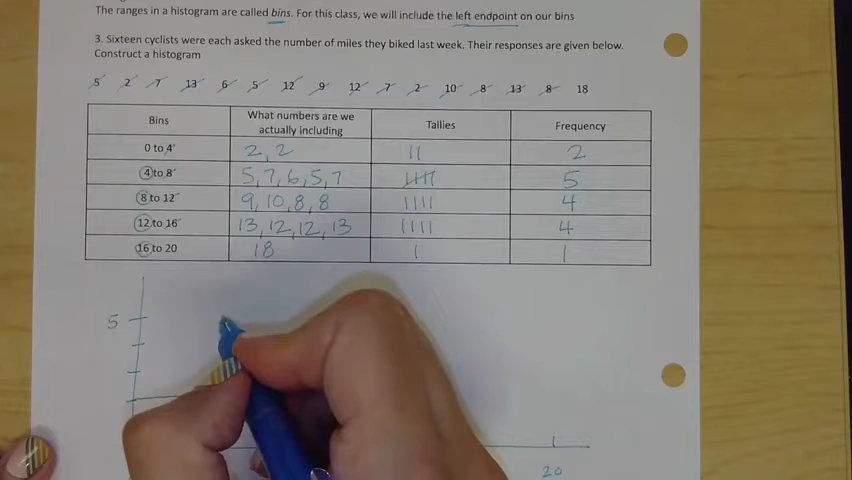 The ranges in a histogram are called bins. For this class, we will include the left endpoint on our bins
3. Sixteen cyclists were each asked the number of miles they biked last week. Their responses are given below.
Construct a histogram
5 2 7 13 6 5 12 9 12 7 2 10 8 13 8 18
Bins What numbers are we actually including Tallies Frequency
0 to 4 2, 2 || 2
4 to 8 5, 7, 6, 5, 7 |||| 5
8 to 12 9, 10, 8, 8 |||| 4
12 to 16 13, 12, 12, 13 |||| 4
16 to 20 18 | 1
5
20